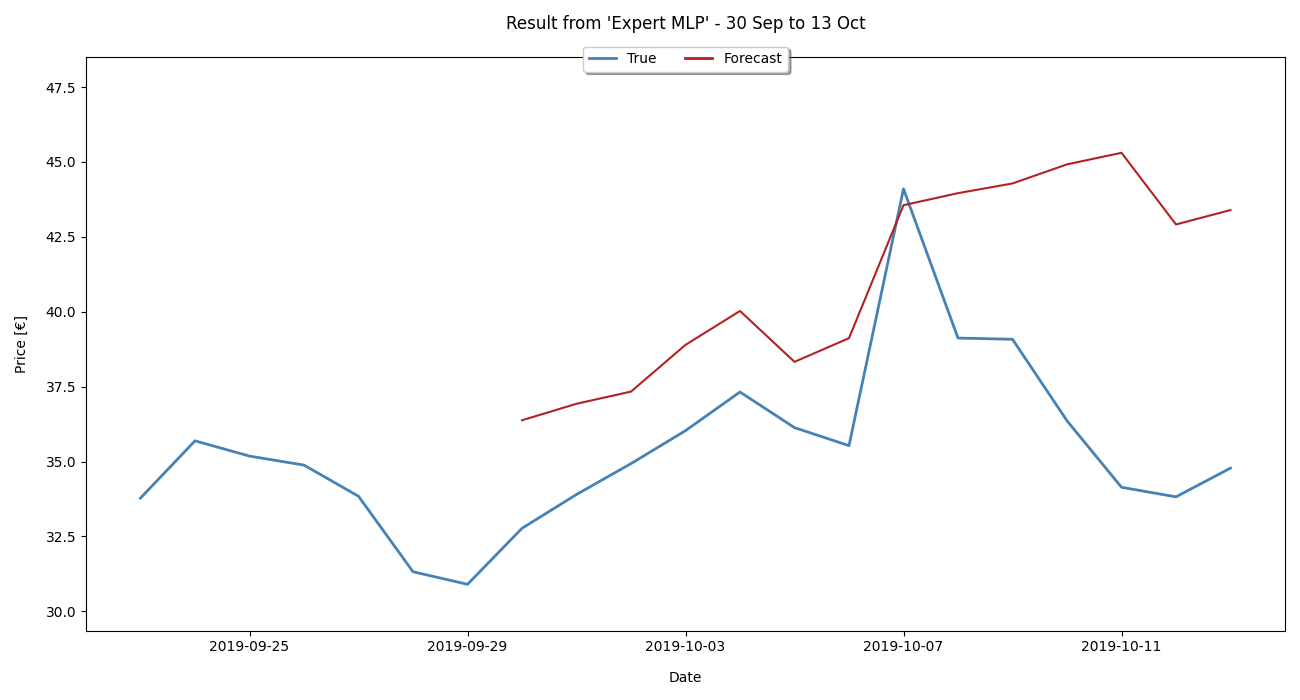 Result from 'Expert MLP' - 30 Sep to 13 Oct
True Forecast
47.5
45.0
42.5
40.0
37.5
35.0
32.5
30.0
Price [€]
2019-09-25 2019-09-29 2019-10-03 2019-10-07 2019-10-11
Date